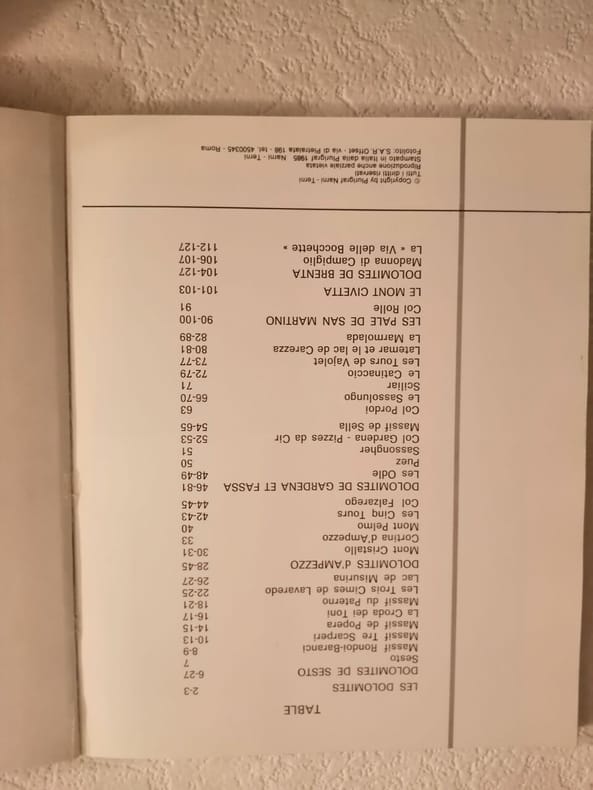 TABLE
LES DOLOMITES 2-3
DOLOMITES DE SESTO 6-27
Sesto 7
Massif Rondoi-Baranci 8-9
Massif Tre Scarperi 10-13
Massif de Popera 14-15
La Croda dei Toni 16-17
Massif du Paterno 18-21
Les Trois Cimes de Lavaredo 22-25
Lac de Misurina 26-27
DOLOMITES D'AMPEZZO 28-45
Mont Cristallo 30-31
Cortina d'Ampezzo 33
Mont Pelmo 40
Les Cinq Tours 42-43
Col Falzarego 44-45
DOLOMITES DE GARDENA ET FASSA 46-81
Les Odle 48-49
Puez 50
Sassongher 51
Col Gardena - Pizzes da Cir 52-53
Massif de Sella 54-65
Col Pordoi 63
Le Sassolungo 66-70
Sciliar 71
Le Catinaccio 72-79
Les Tours de Vajolet 73-77
Latemar et le lac de Carezza 80-81
La Marmolada 82-89
LES PALE DE SAN MARTINO 90-100
Col Rolle 91
LE MONT CIVETTA 101-103
DOLOMITES DE BRENTA 104-127
Madonna di Campiglio 106-107
La « Via delle Bocchette » 112-127
© Copyright by Plurigraf Narni - Terni
Tutti i diritti riservati
Riproduzione anche parziale vietata
Stampato in Italia dalla Plurigraf 1985 Narni - Terni
Fotolito: S.A.R. Offset - via di Pietralata 198 - tel. 4500345 - Roma